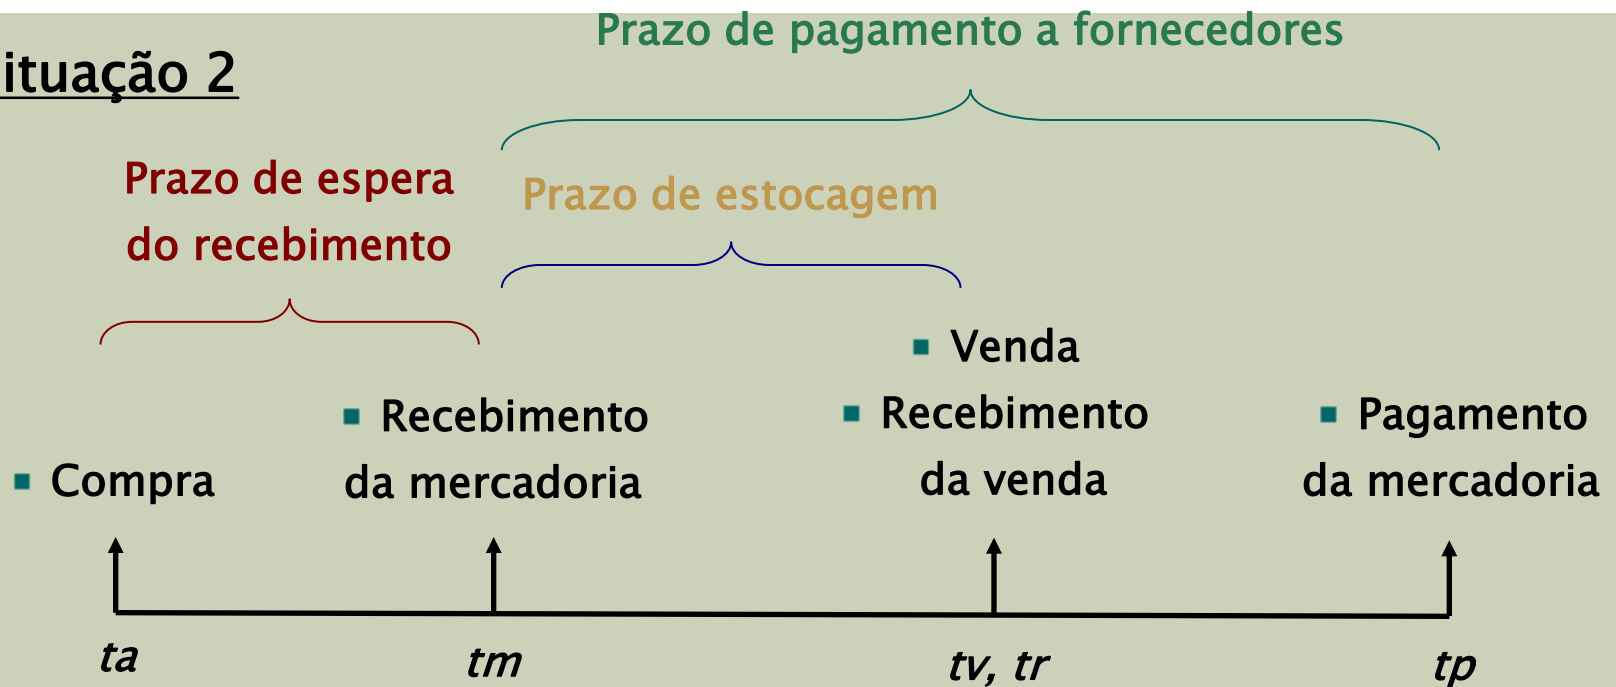 Prazo de pagamento a fornecedores
ituação 2
Prazo de espera
do recebimento
Prazo de estocagem
▪ Compra
▪ Recebimento
da mercadoria
▪ Venda
▪ Recebimento
da venda
▪ Pagamento
da mercadoria
ta
tm
tv, tr
tp